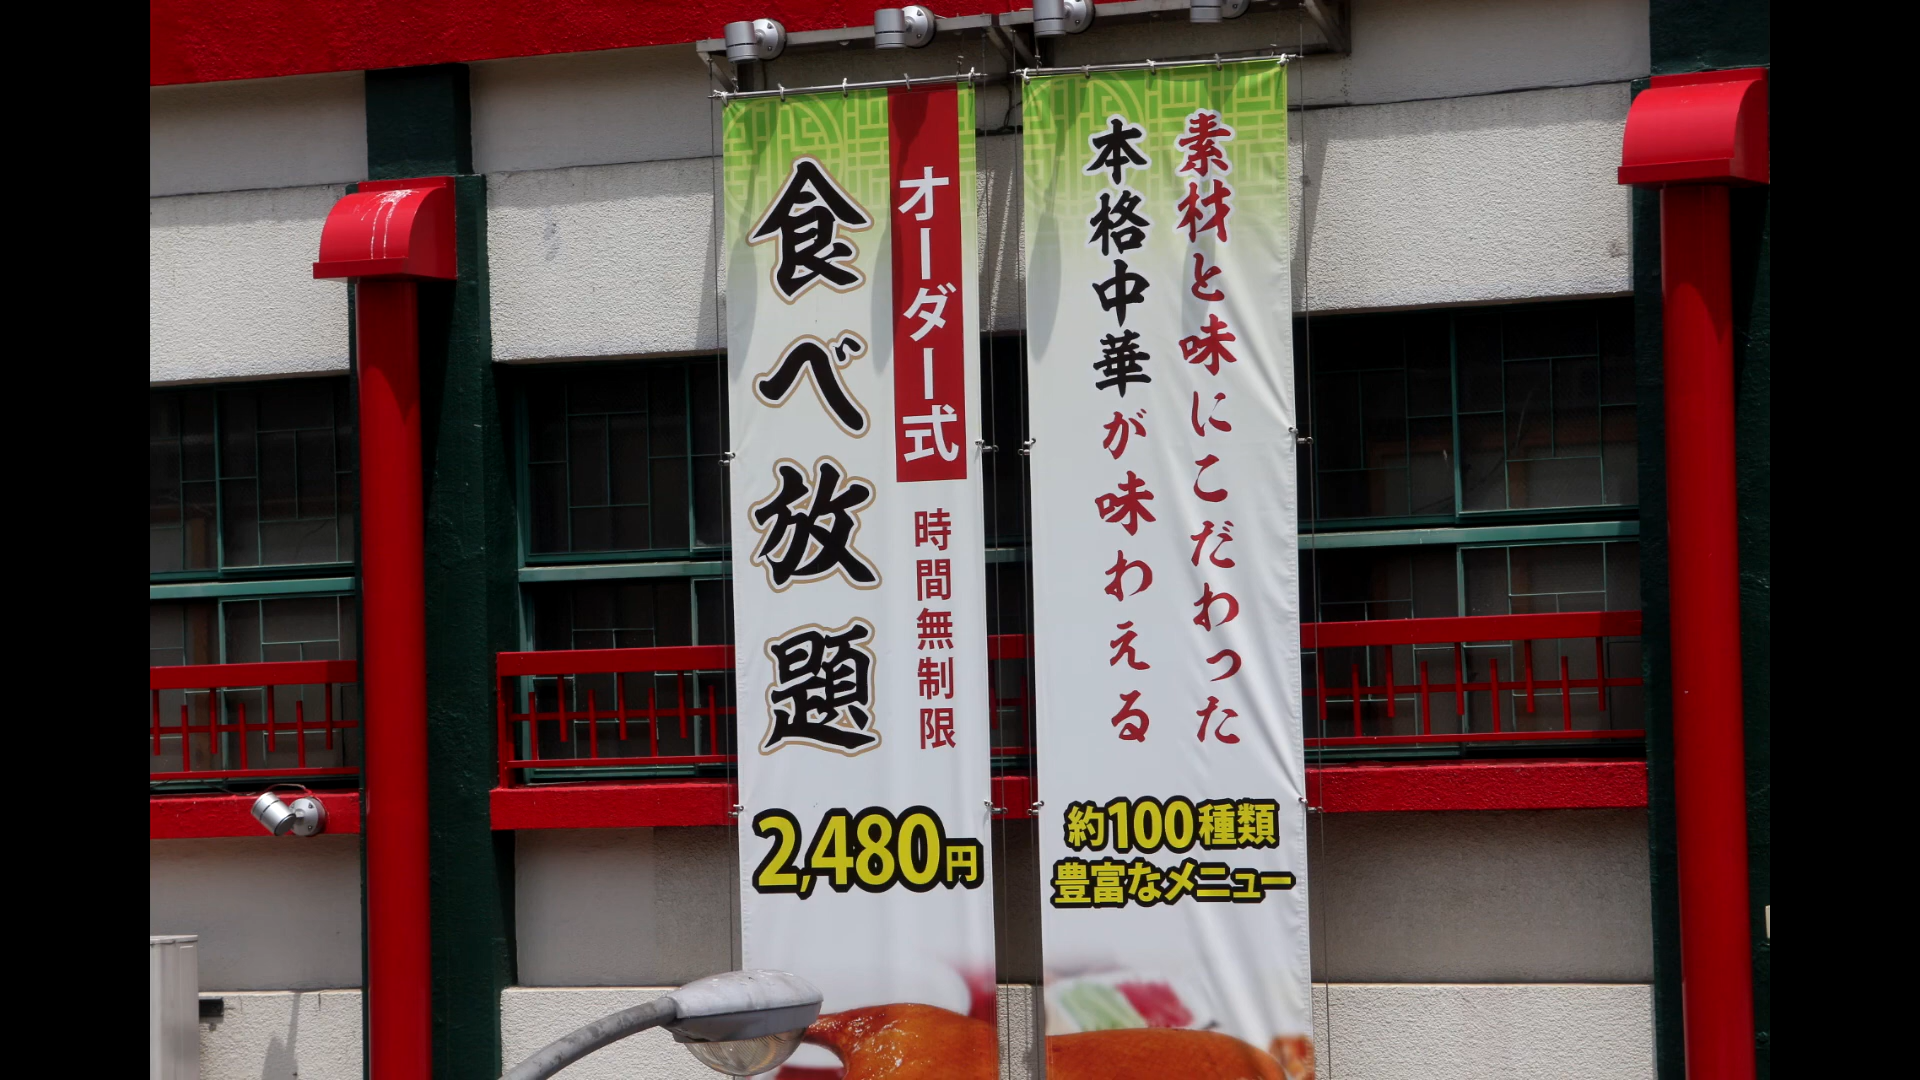 素材と味にこだわった
本格中華が味わえる
約100種類
豊富なメニュー
オーダー式
時間無制限
食べ放題
2,480円